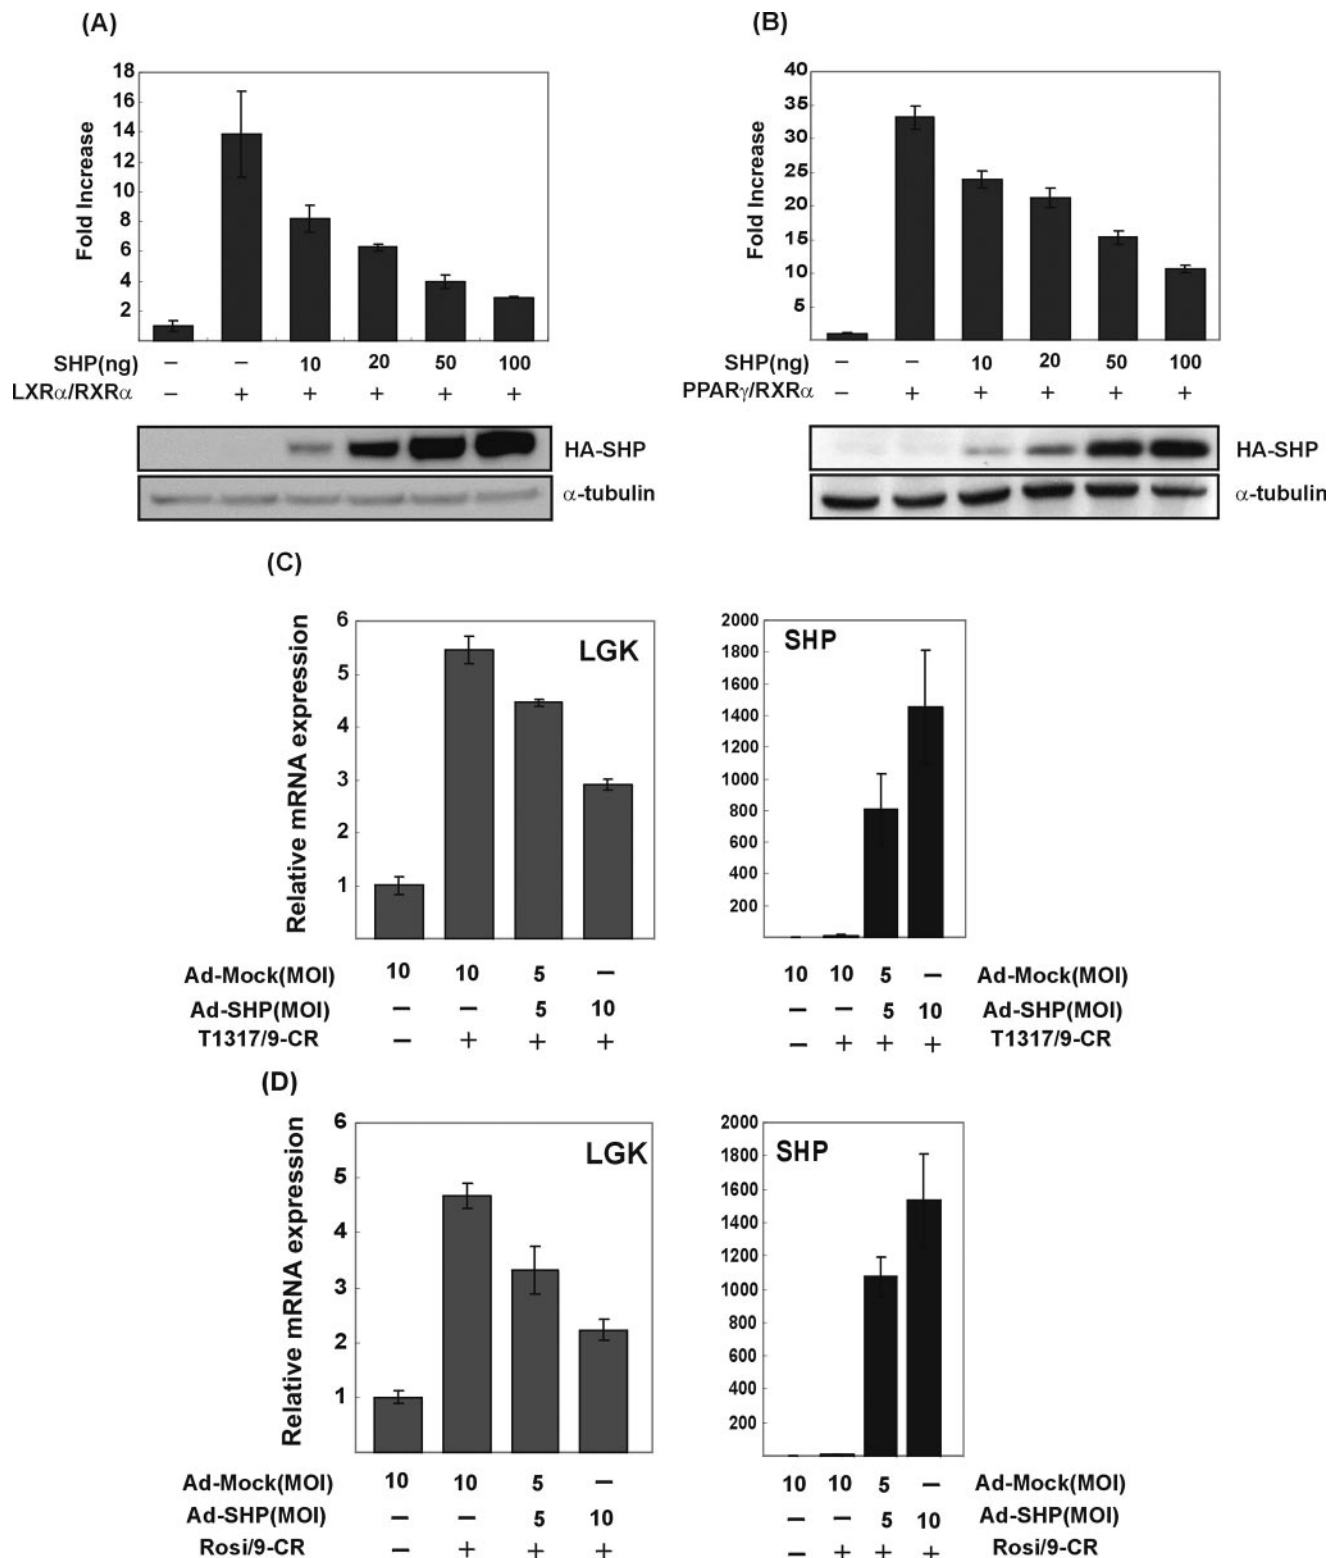 (A)
18
16
14
12
10
8
6
4
2
Fold Increase
SHP(ng) – – 10 20 50 100
LXRα/RXRα – + + + + +
HA-SHP
α-tubulin
(B)
40
35
30
25
20
15
10
5
Fold Increase
SHP(ng) – – 10 20 50 100
PPARγ/RXRα – + + + + +
HA-SHP
α-tubulin
(C)
6
5
4
3
2
1
Relative mRNA expression
LGK
Ad-Mock(MOI) 10 10 5 –
Ad-SHP(MOI) – – 5 10
T1317/9-CR – + + +
2000
1800
1600
1400
1200
1000
800
600
400
200
SHP
10 10 5 – Ad-Mock(MOI)
– – 5 10 Ad-SHP(MOI)
– + + + T1317/9-CR
(D)
6
5
4
3
2
1
Relative mRNA expression
LGK
Ad-Mock(MOI) 10 10 5 –
Ad-SHP(MOI) – – 5 10
Rosi/9-CR – + + +
2000
1800
1600
1400
1200
1000
800
600
400
200
SHP
10 10 5 – Ad-Mock(MOI)
– – 5 10 Ad-SHP(MOI)
– + + + Rosi/9-CR